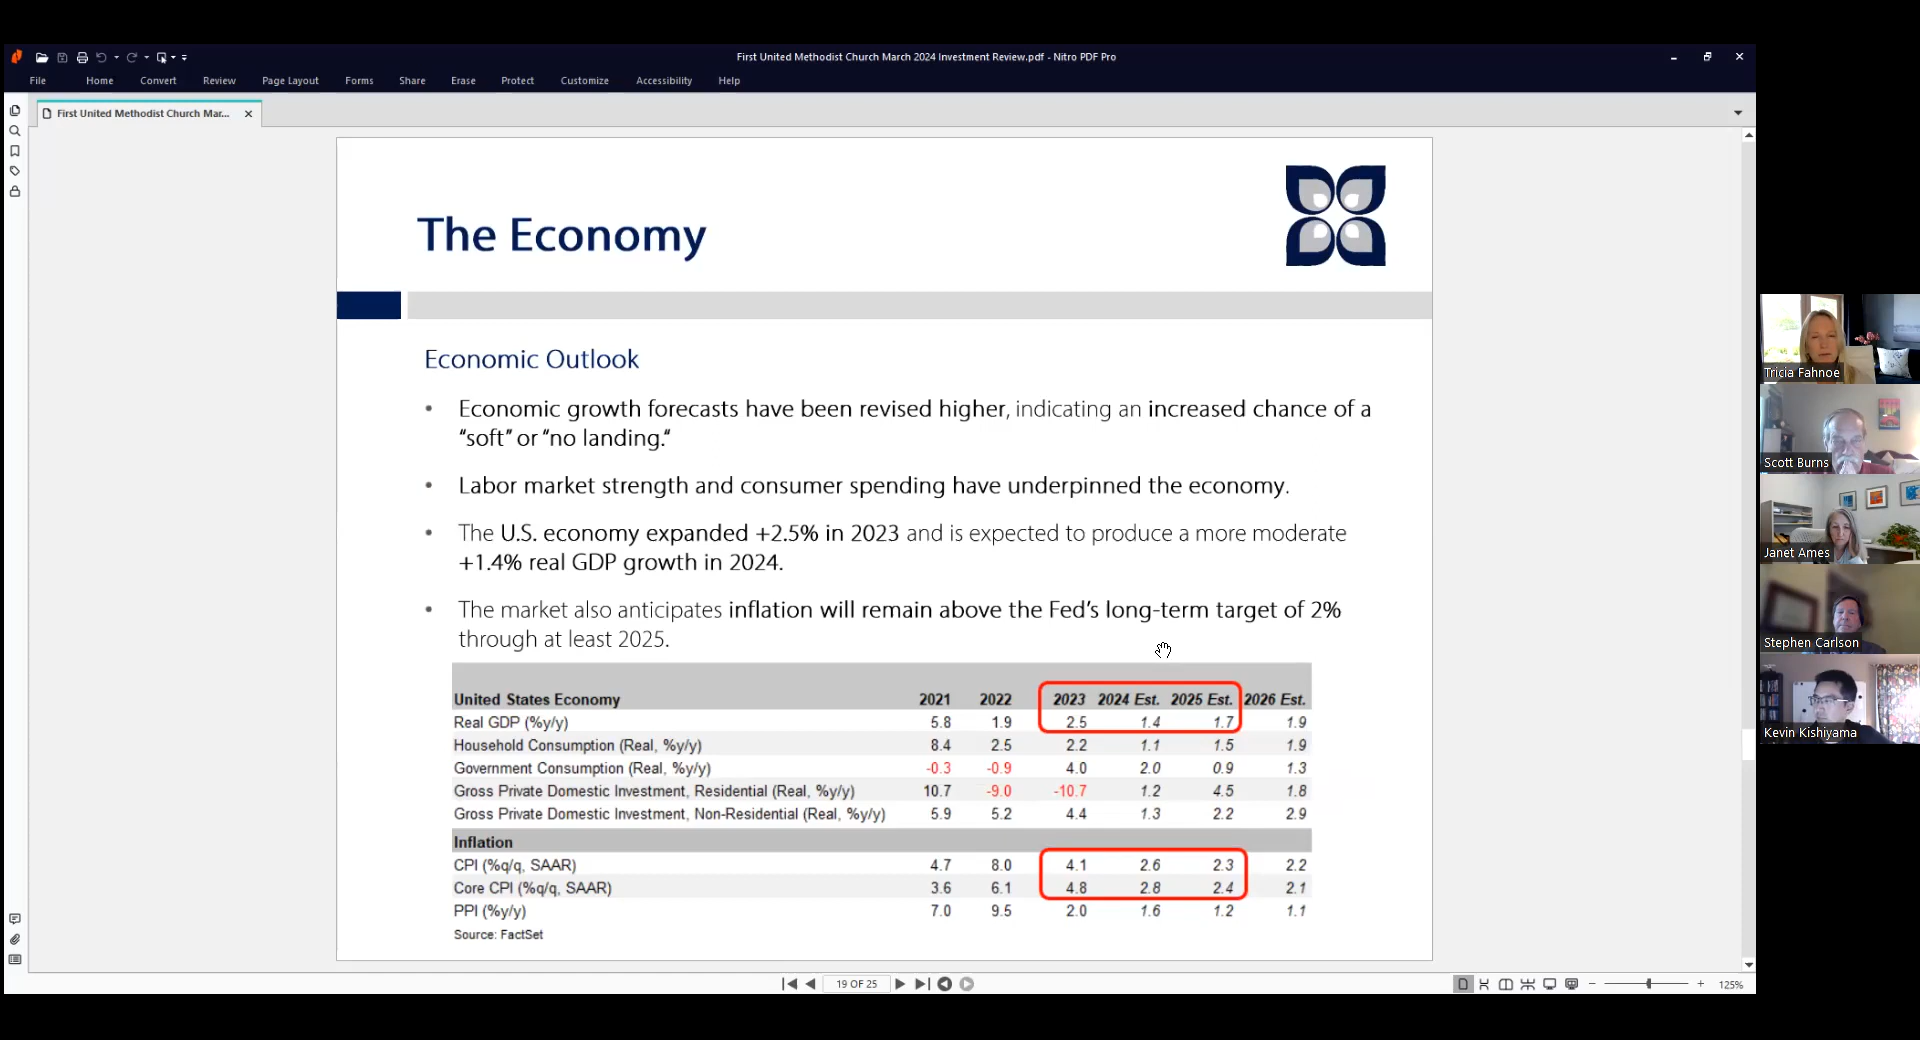 First United Methodist Church March 2024 Investment Review.pdf - Nitro PDF Pro
File Home Convert Review Page Layout Forms Share Erase Protect Customize Accessibility Help
First United Methodist Church Mar...
The Economy
Economic Outlook
• Economic growth forecasts have been revised higher, indicating an increased chance of a
“soft” or “no landing.“
• Labor market strength and consumer spending have underpinned the economy.
• The U.S. economy expanded +2.5% in 2023 and is expected to produce a more moderate
+1.4% real GDP growth in 2024.
• The market also anticipates inflation will remain above the Fed’s long-term target of 2%
through at least 2025.
United States Economy 2021 2022 2023 2024 Est. 2025 Est. 2026 Est.
Real GDP (%y/y) 5.8 1.9 2.5 1.4 1.7 1.9
Household Consumption (Real, %y/y) 8.4 2.5 2.2 1.1 1.5 1.9
Government Consumption (Real, %y/y) -0.3 -0.9 4.0 2.0 0.9 1.3
Gross Private Domestic Investment, Residential (Real, %y/y) 10.7 -9.0 -10.7 1.2 4.5 1.8
Gross Private Domestic Investment, Non-Residential (Real, %y/y) 5.9 5.2 4.4 1.3 2.2 2.9
Inflation
CPI (%q/q, SAAR) 4.7 8.0 4.1 2.6 2.3 2.2
Core CPI (%q/q, SAAR) 3.6 6.1 4.8 2.8 2.4 2.1
PPI (%y/y) 7.0 9.5 2.0 1.6 1.2 1.1
Source: FactSet
19 OF 25
125%
Tricia Fahnoe
Scott Burns
Janet Ames
Stephen Carlson
Kevin Kishiyama